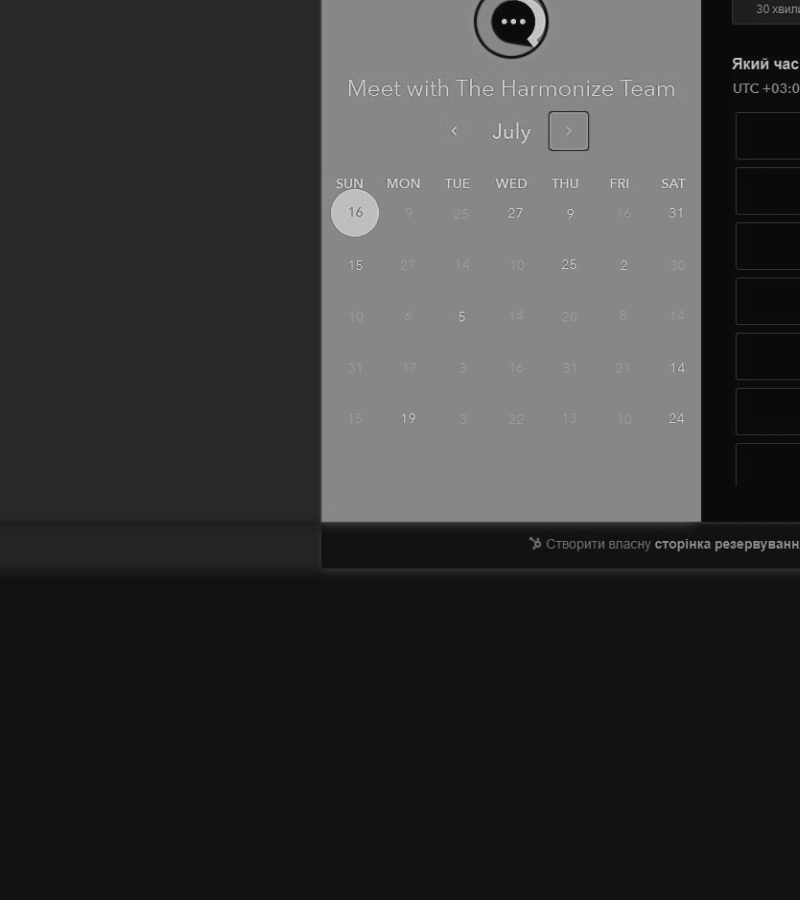 30
Який час
UTC +03:0
Meet with The Harmonize Team
July
SUN MON TUE WED THU FRI SAT
16 9 25 27 9 16 31
15 27 14 10 25 2 30
10 6 5 14 20 8 14
31 17 3 16 31 21 14
15 19 3 22 13 10 24
Створити власну сторінка резервуванн